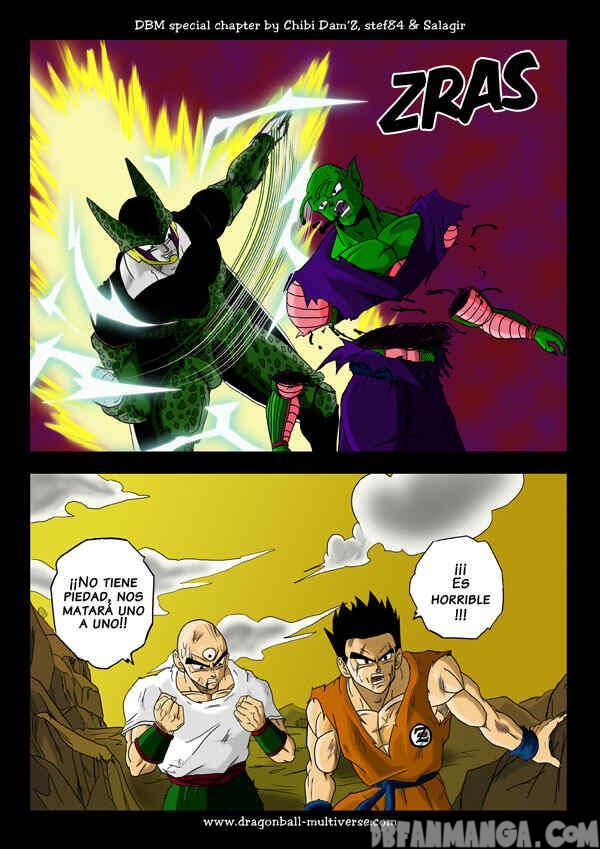 DBM special chapter by Chibi Dam'Z, stef84 & Salagir
ZRAS
¡¡No tiene
piedad, nos
matará uno
a uno!!
¡¡¡
Es
horrible
!!!
Z
www.dragonball-multiverse.com
DBFANMANGA.COM